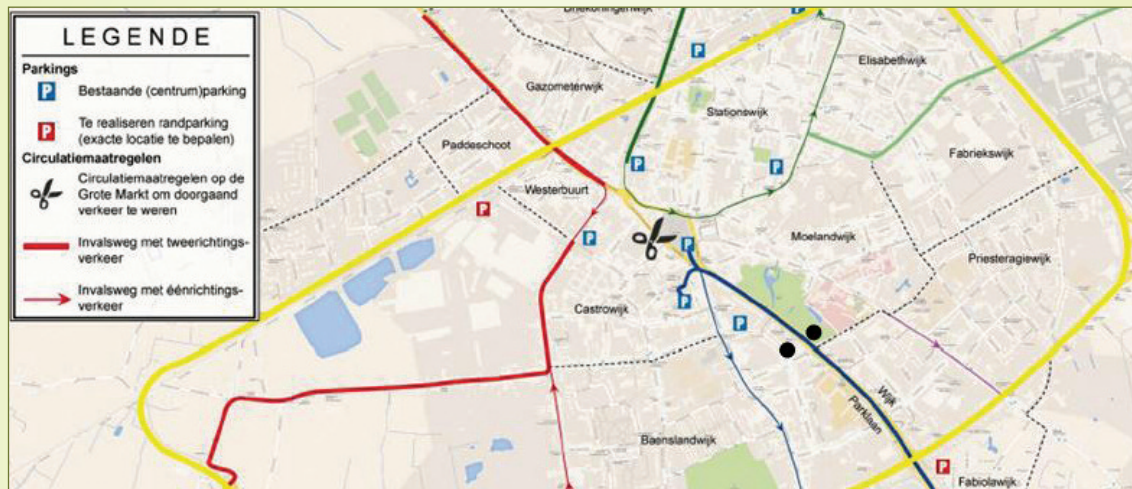 LEGENDE
Parkings
P Bestaande (centrum)parking
P Te realiseren randparking
(exacte locatie te bepalen)
Circulatiemaatregelen
Circulatiemaatregelen op de
Grote Markt om doorgaand
verkeer te weren
Invalsweg met tweerichtings-
verkeer
Invalsweg met éénrichtings-
verkeer
Driekoningenwijk
P
P
Elisabethwijk
Gazometerwijk
Stationswijk
Paddeschoot
Fabriekswijk
P
P
Westerbuurt
P
P
P
Moelandwijk
Priesteragiewijk
Castrowijk
P
P
Wijk
Parklaan
Baenslandwijk
P
Fabiolawijk